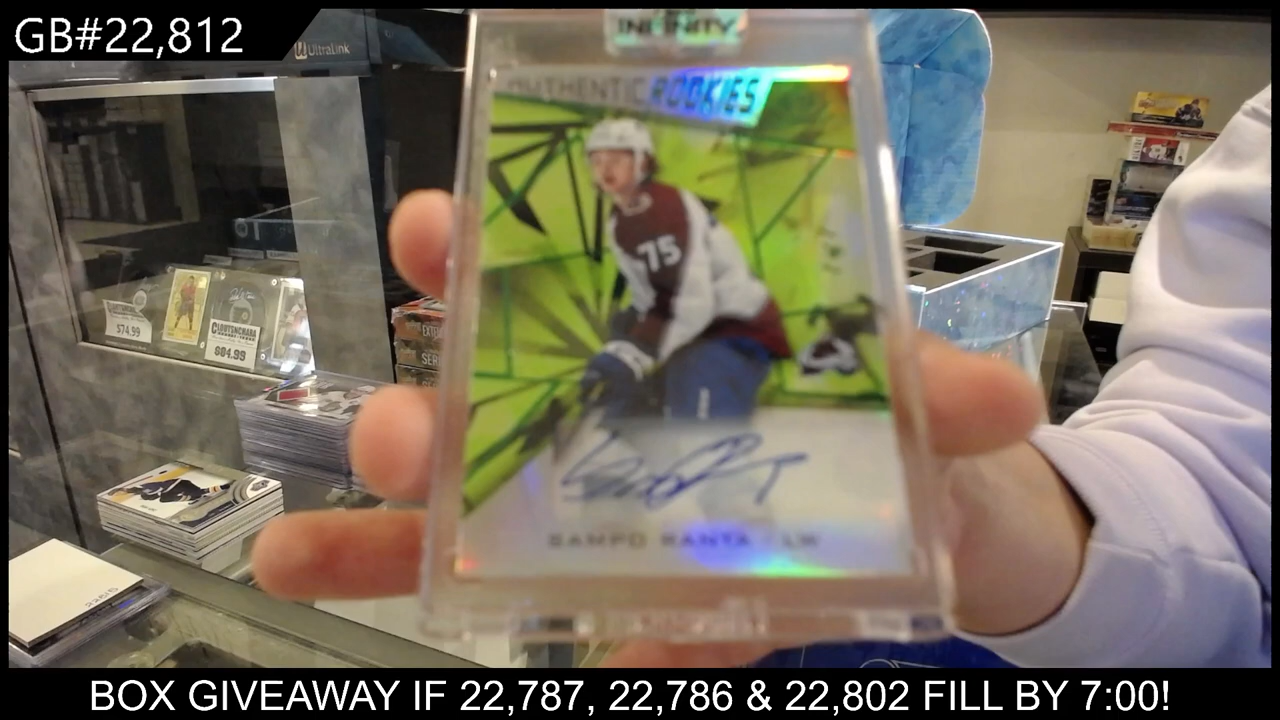 GB#22,812
UltraLink
INFINITY
AUTHENTIC ROOKIES
75
$74.99
CLOUTSNCHARA
$84.99
SAMPO RANTA - LW
BOX GIVEAWAY IF 22,787, 22,786 & 22,802 FILL BY 7:00!